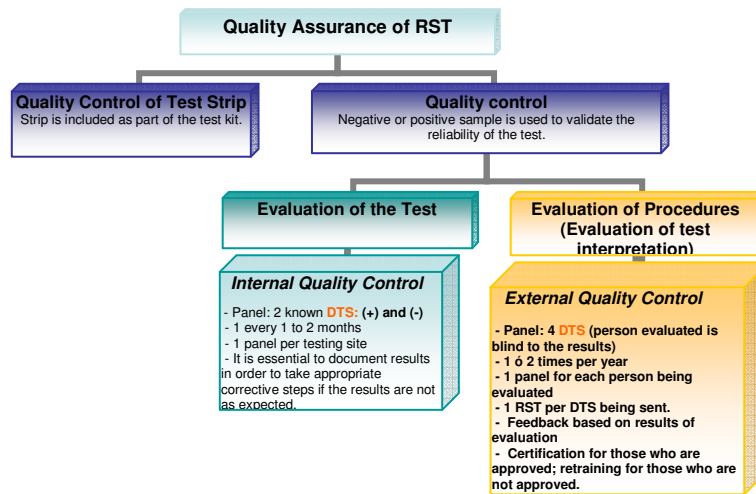 Quality Assurance of RST
Quality Control of Test Strip
Strip is included as part of the test kit.
Quality control
Negative or positive sample is used to validate the
reliability of the test.
Evaluation of the Test
Evaluation of Procedures
(Evaluation of test
interpretation)
Internal Quality Control
- Panel: 2 known DTS: (+) and (-)
- 1 every 1 to 2 months
- 1 panel per testing site
- It is essential to document results
in order to take appropriate
corrective steps if the results are not
as expected.
External Quality Control
- Panel: 4 DTS (person evaluated is
blind to the results)
- 1 ó 2 times per year
- 1 panel for each person being
evaluated
- 1 RST per DTS being sent.
- Feedback based on results of
evaluation
- Certification for those who are
approved; retraining for those who are
not approved.